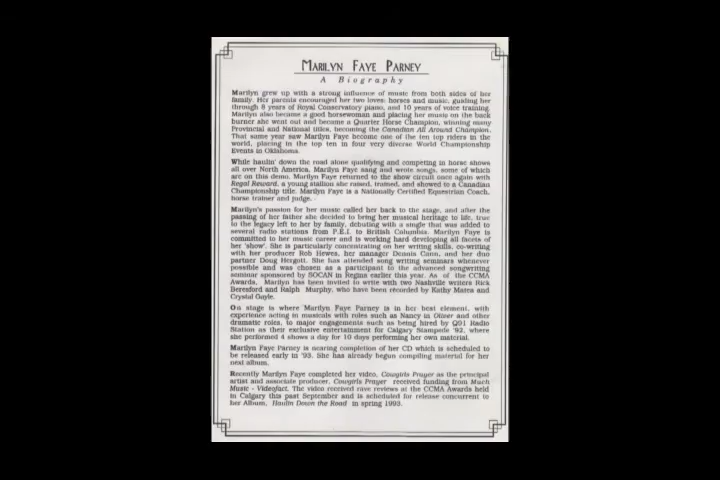 MARILYN FAYE PARNEY
A Biography
Marilyn grew up with a strong influence of music from both sides of her
family. Her parents encouraged her two loves: horses and music, guiding her
through 8 years of Royal Conservatory piano, and 10 years of voice training.
Marilyn also became a good horsewoman and placing her music on the back
burner she went out and became a Quarter Horse Champion, winning many
Provincial and National titles, becoming the Canadian All Around Champion.
That same year saw Marilyn Faye become one of the ten top riders in the
world, placing in the top ten in four very diverse World Championship
Events in Oklahoma.
While haulin' down the road alone qualifying and competing in horse shows
all over North America, Marilyn Faye sang and wrote songs, some of which
are on this demo. Marilyn Faye returned to the show circuit once again with
Regal Reward, a young stallion she raised, trained, and showed to a Canadian
Championship title. Marilyn Faye is a Nationally Certified Equestrian Coach,
horse trainer and judge.
Marilyn's passion for her music called her back to the stage, and after the
passing of her father she decided to bring her musical heritage to life, true
to the legacy left to her by family, debuting with a single that was added to
several radio stations from P.E.I. to British Columbia. Marilyn Faye is
committed to her music career and is working hard developing all facets of
her 'show'. She is particularly concentrating on her writing skills, co-writing
with her producer Rob Hewes, her manager Dennis Cann, and her duo
partner Doug Hergott. She has attended song writing seminars whenever
possible and was chosen as a participant to the advanced songwriting
seminar sponsored by SOCAN in Regina earlier this year. As of the CCMA
Awards, Marilyn has been invited to write with two Nashville writers Rick
Beresford and Ralph Murphy, who have been recorded by Kathy Matea and
Crystal Gayle.
On stage is where Marilyn Faye Parney is in her best element, with
experience acting in musicals with roles such as Nancy in Oliver and other
dramatic roles, to major engagements such as being hired by Q91 Radio
Station as their exclusive entertainment for Calgary Stampede '92, where
she performed 4 shows a day for 10 days performing her own material.
Marilyn Faye Parney is nearing completion of her CD which is scheduled to
be released early in '93. She has already begun compiling material for her
next album.
Recently Marilyn Faye completed her video, Cowgirls Prayer as the principal
artist and associate producer. Cowgirls Prayer received funding from Much
Music - Videofact. The video received rave reviews at the CCMA Awards held
in Calgary this past September and is scheduled for release concurrent to
her Album, Haulin Down the Road in spring 1993.